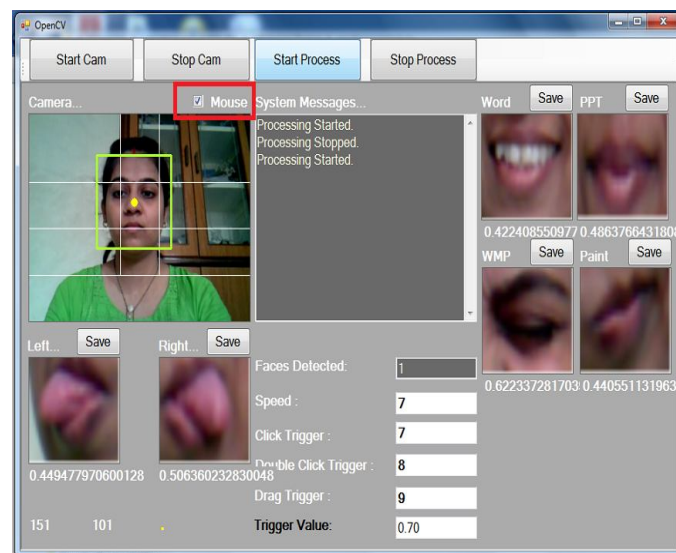 OpenCV
Start Cam Stop Cam Start Process Stop Process
Camera... Mouse System Messages... Word Save PPT Save
Processing Started.
Processing Stopped.
Processing Started.
0.422408550977 0.486376643180
WMP Save Paint Save
0.622337281703 0.440551131963
Left... Save Right... Save
Faces Detected: 1
Speed : 7
Click Trigger : 7
Double Click Trigger : 8
0.449477970600128 0.506360232830048
Drag Trigger : 9
151 101 . Trigger Value: 0.70